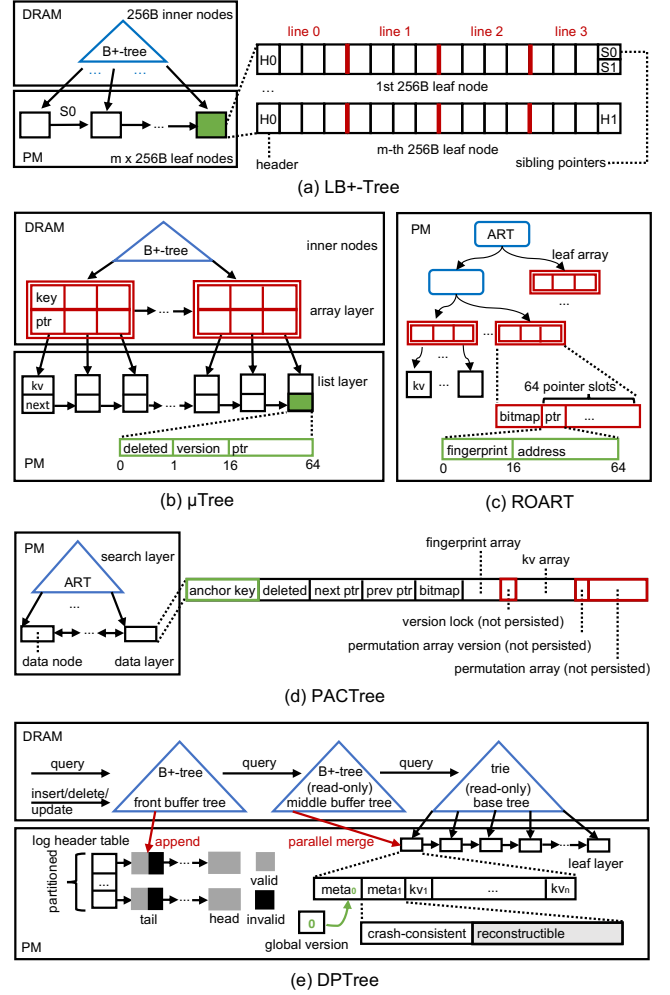 DRAM 256B inner nodes
B+-tree
... ...
line 0 line 1 line 2 line 3
H0 S0
S1
1st 256B leaf node
...
S0
...
H0 H1
m-th 256B leaf node
PM m x 256B leaf nodes
header
sibling pointers
(a) LB+-Tree
DRAM
B+-tree
inner nodes
key
ptr
...
array layer
kv
next
...
list layer
deleted version ptr
0 1 16 64
PM
(b) µTree
PM
ART
leaf array
...
...
...
kv
64 pointer slots
bitmap ptr ...
fingerprint address
0 16 64
(c) ROART
PM
search layer
ART
...
...
data node data layer
fingerprint array
kv array
anchor key deleted next ptr prev ptr bitmap
version lock (not persisted)
permutation array version (not persisted)
permutation array (not persisted)
(d) PACTree
DRAM
query
insert/delete/
update
B+-tree
front buffer tree
query
B+-tree
(read-only)
middle buffer tree
query
trie
(read-only)
base tree
log header table
append
parallel merge
...
leaf layer
partitioned
...
...
...
valid
tail head invalid
meta0 meta1 kv1 ... kvn
0
global version
crash-consistent reconstructible
PM
(e) DPTree